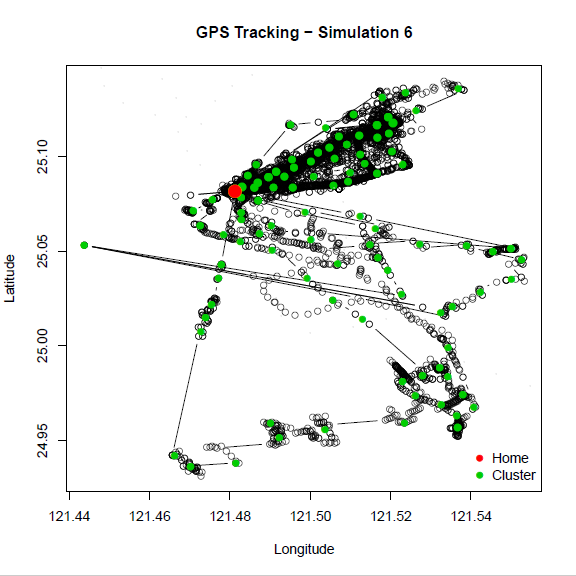 GPS Tracking − Simulation 6
Latitude
25.10
25.05
25.00
24.95
Home
Cluster
121.44 121.46 121.48 121.50 121.52 121.54
Longitude